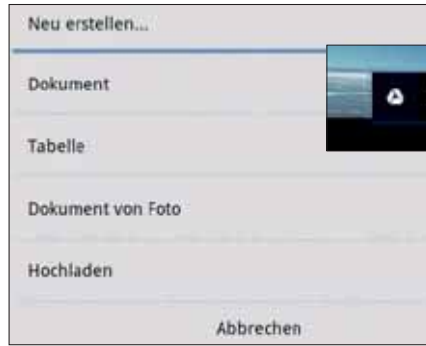 Neu erstellen...
Dokument
Tabelle
Dokument von Foto
Hochladen
Abbrechen